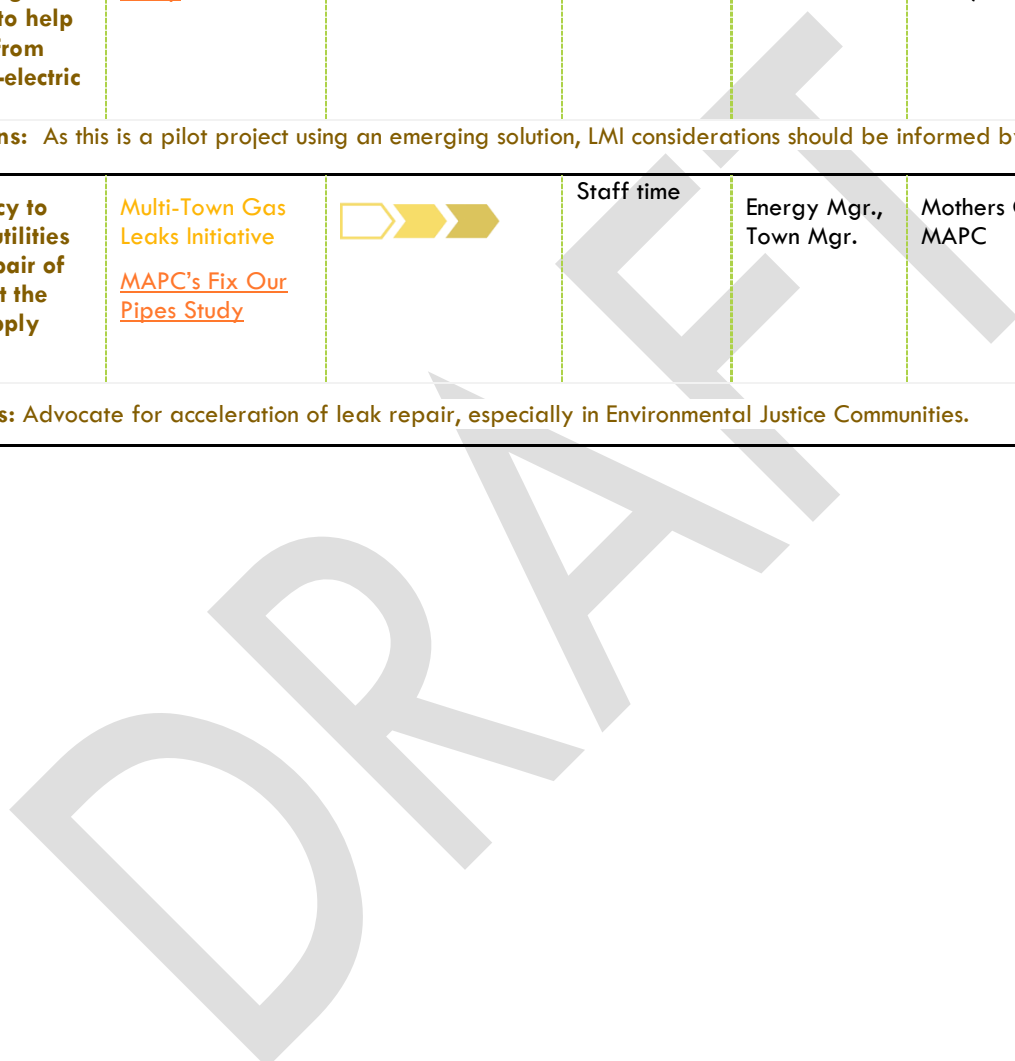 to help
from
-electric
ns: As this is a pilot project using an emerging solution, LMI considerations should be informed by
cy to
utilities
pair of
t the
pply
Multi-Town Gas
Leaks Initiative
MAPC's Fix Our
Pipes Study
Staff time
Energy Mgr.,
Town Mgr.
Mothers
MAPC
s: Advocate for acceleration of leak repair, especially in Environmental Justice Communities.
DRAFT